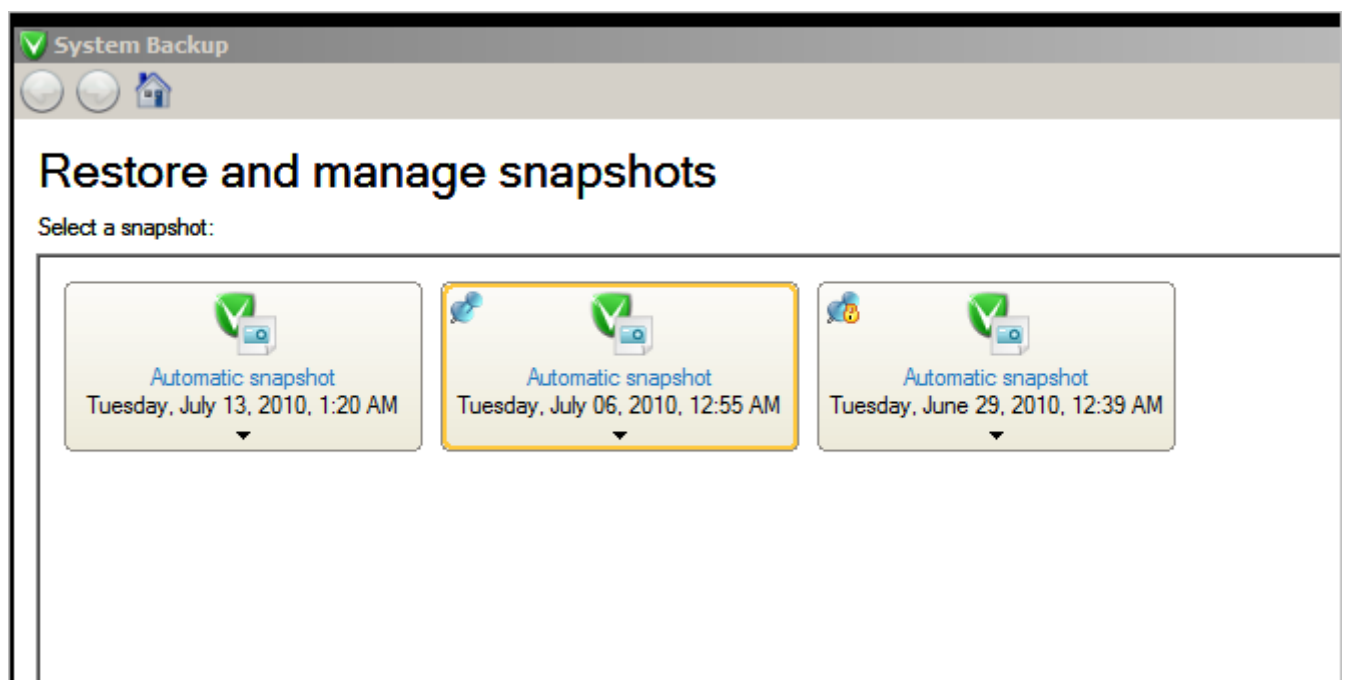 System Backup
Restore and manage snapshots
Select a snapshot:
Automatic snapshot
Tuesday, July 13, 2010, 1:20 AM
Automatic snapshot
Tuesday, July 06, 2010, 12:55 AM
Automatic snapshot
Tuesday, June 29, 2010, 12:39 AM